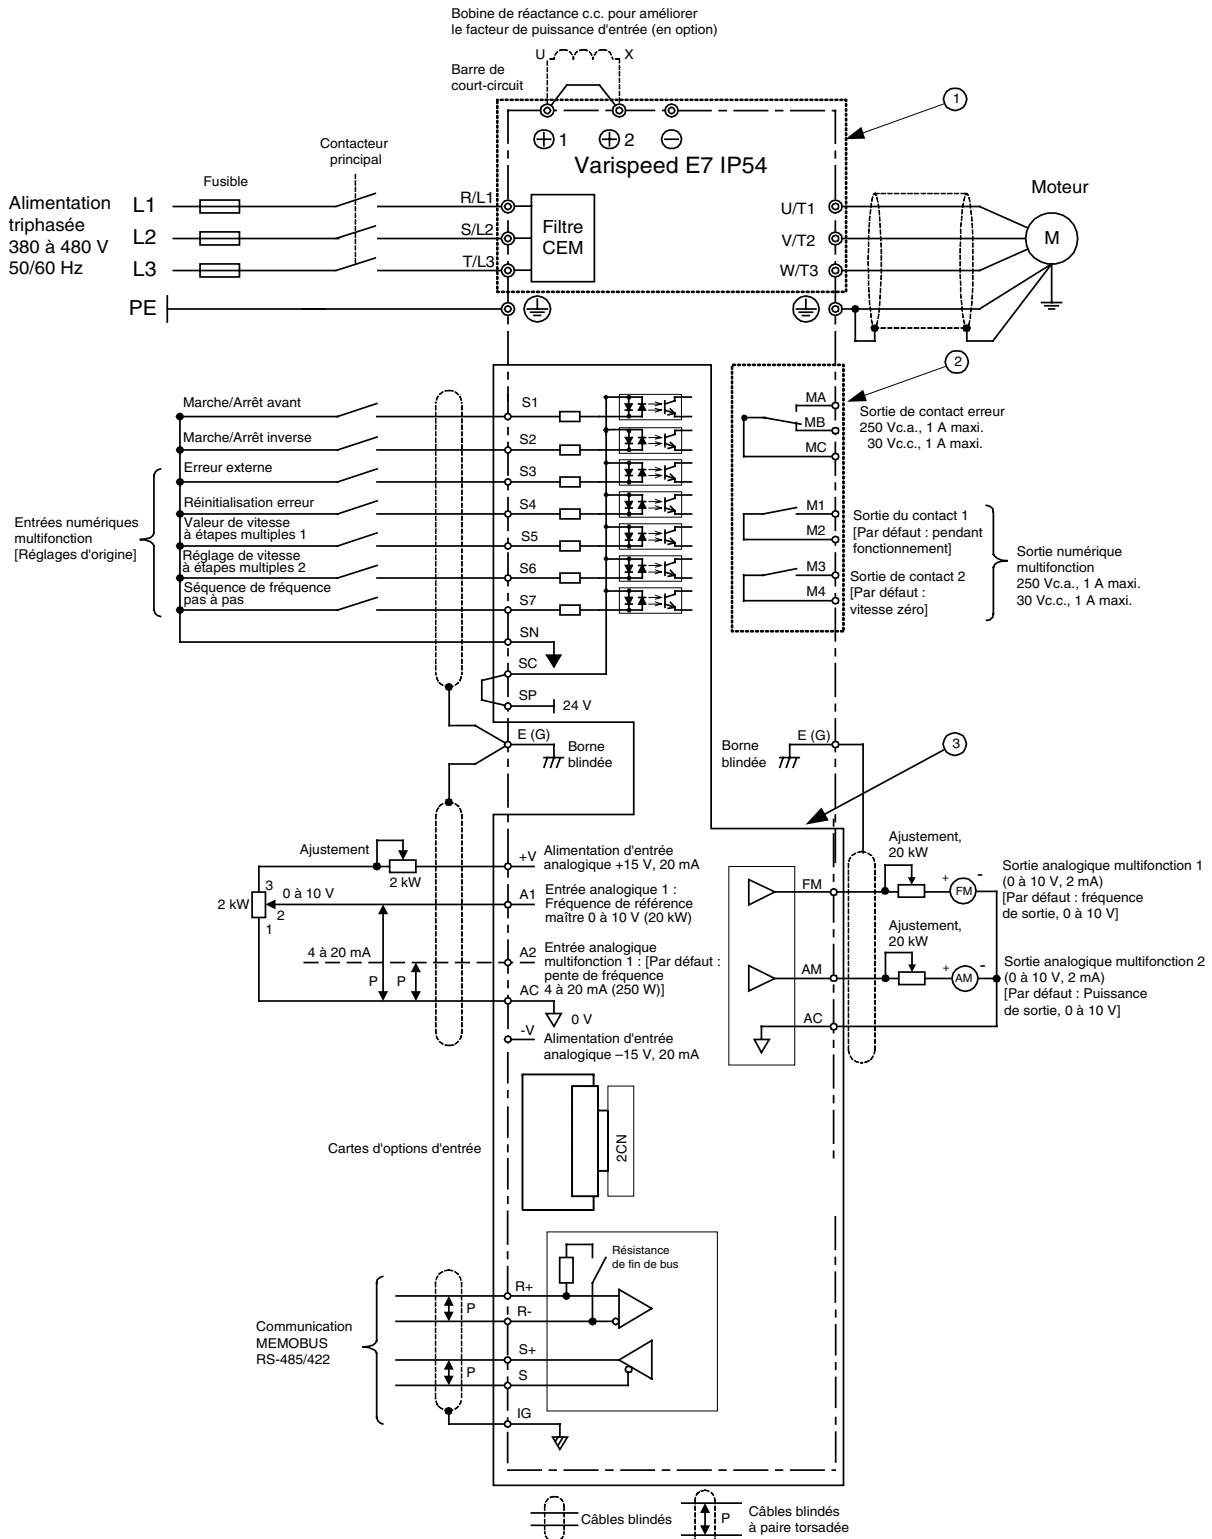 Bobine de réactance c.c. pour améliorer
le facteur de puissance d'entrée (en option)
U
X
Barre de
court-circuit
1
1
2
Varispeed E7 IP54
Contacteur
principal
Fusible
Alimentation
triphasée
380 à 480 V
50/60 Hz
L1
L2
L3
PE
R/L1
S/L2
T/L3
Filtre
CEM
U/T1
V/T2
W/T3
Moteur
M
2
Marche/Arrêt avant
Marche/Arrêt inverse
Erreur externe
Réinitialisation erreur
Valeur de vitesse
à étapes multiples 1
Réglage de vitesse
à étapes multiples 2
Séquence de fréquence
pas à pas
Entrées numériques
multifonction
[Réglages d'origine]
S1
S2
S3
S4
S5
S6
S7
SN
SC
SP
24 V
E (G)
Borne
blindée
MA
MB
MC
Sortie de contact erreur
250 Vc.a., 1 A maxi.
30 Vc.c., 1 A maxi.
M1
M2
Sortie du contact 1
[Par défaut : pendant
fonctionnement]
M3
M4
Sortie de contact 2
[Par défaut :
vitesse zéro]
Sortie numérique
multifonction
250 Vc.a., 1 A maxi.
30 Vc.c., 1 A maxi.
Borne
blindée
E (G)
3
Ajustement
2 kW
3
2 kW
0 à 10 V
2
1
4 à 20 mA
P
P
+V
Alimentation d'entrée
analogique +15 V, 20 mA
A1
Entrée analogique 1 :
Fréquence de référence
maître 0 à 10 V (20 kW)
A2
Entrée analogique
multifonction 1 : [Par défaut :
pente de fréquence
4 à 20 mA (250 W)]
AC
0 V
-V
Alimentation d'entrée
analogique –15 V, 20 mA
Ajustement,
20 kW
FM
+
FM
-
Sortie analogique multifonction 1
(0 à 10 V, 2 mA)
[Par défaut : fréquence
de sortie, 0 à 10 V]
Ajustement,
20 kW
AM
+
AM
-
Sortie analogique multifonction 2
(0 à 10 V, 2 mA)
[Par défaut : Puissance
de sortie, 0 à 10 V]
AC
Cartes d'options d'entrée
2CN
Résistance
de fin de bus
Communication
MEMOBUS
RS-485/422
P
P
R+
R-
S+
S
IG
Câbles blindés
P
Câbles blindés
à paire torsadée